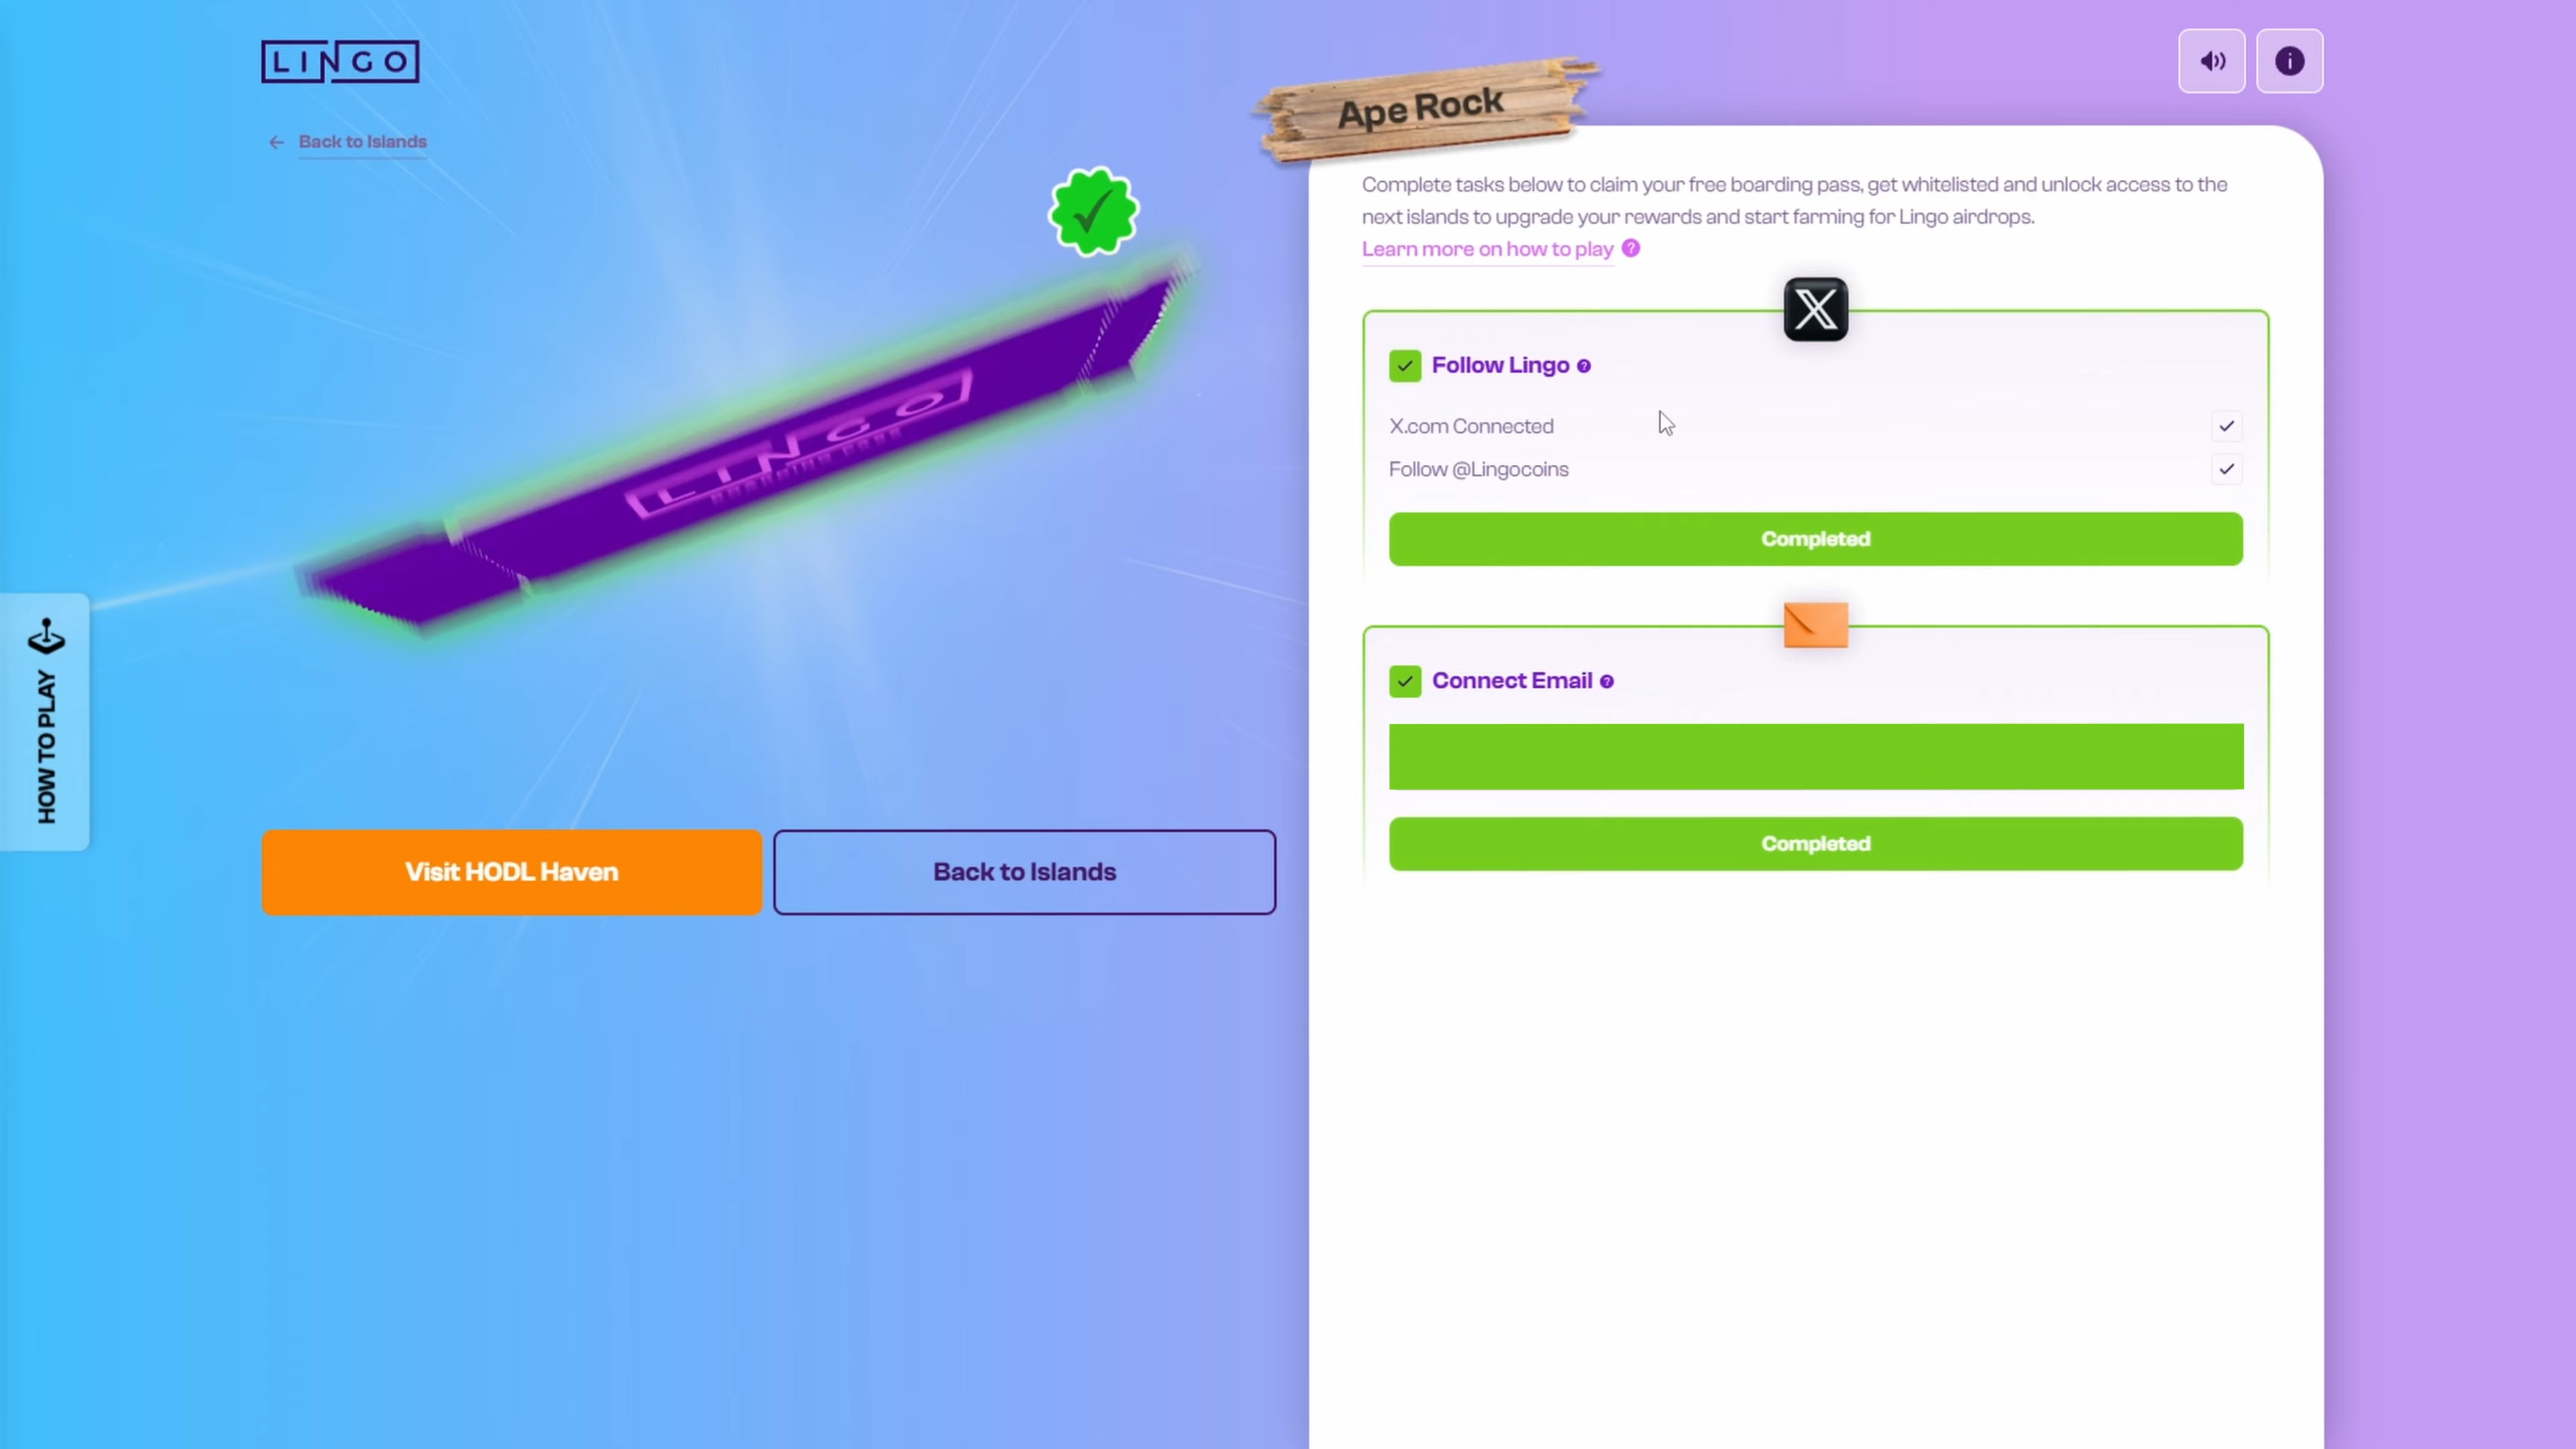 LINGO
Back to Islands
Ape Rock
Complete tasks below to claim your free boarding pass, get whitelisted and unlock access to the
next islands to upgrade your rewards and start farming for Lingo airdrops.
Learn more on how to play ?
X
Follow Lingo ?
X.com Connected
Follow @Lingocoins
Completed
LINGO
BOARDING PASS
HOW TO PLAY
Connect Email ?
Completed
Visit HODL Haven
Back to Islands